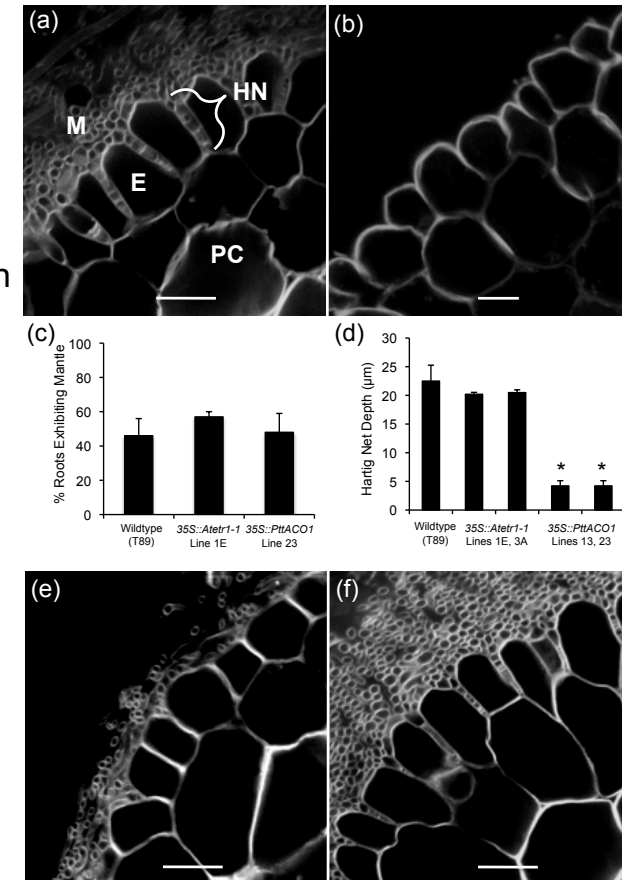 (a)
HN
M
E
PC
(b)
n
(c)
% Roots Exhibiting Mantle
100
80
60
40
20
0
Wildtype
(T89)
35S::Atetr1-1
Line 1E
35S::PttACO1
Line 23
(d)
Hartig Net Depth (µm)
30
25
20
15
10
5
0
* *
Wildtype
(T89)
35S::Atetr1-1
Lines 1E, 3A
35S::PttACO1
Lines 13, 23
(e)
(f)